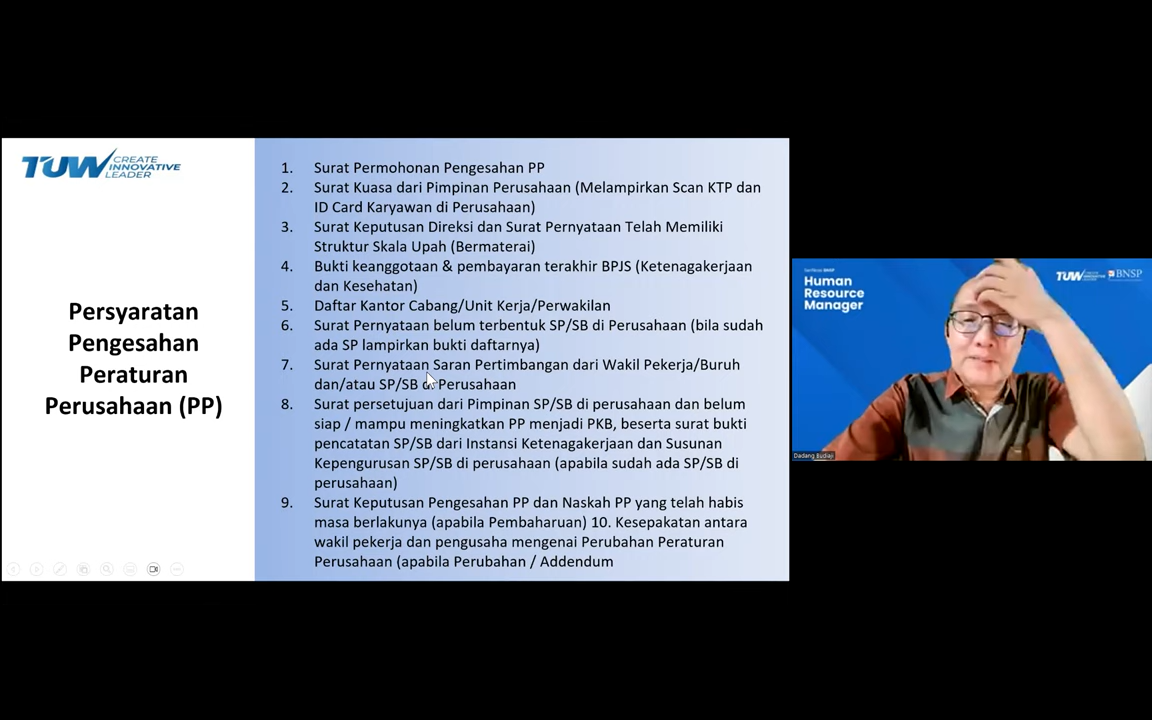 TUW CREATE
INNOVATIVE
LEADER
Persyaratan
Pengesahan
Peraturan
Perusahaan (PP)
1. Surat Permohonan Pengesahan PP
2. Surat Kuasa dari Pimpinan Perusahaan (Melampirkan Scan KTP dan
ID Card Karyawan di Perusahaan)
3. Surat Keputusan Direksi dan Surat Pernyataan Telah Memiliki
Struktur Skala Upah (Bermaterai)
4. Bukti keanggotaan & pembayaran terakhir BPJS (Ketenagakerjaan
dan Kesehatan)
5. Daftar Kantor Cabang/Unit Kerja/Perwakilan
6. Surat Pernyataan belum terbentuk SP/SB di Perusahaan (bila sudah
ada SP lampirkan bukti daftarnya)
7. Surat Pernyataan Saran Pertimbangan dari Wakil Pekerja/Buruh
dan/atau SP/SB di Perusahaan
8. Surat persetujuan dari Pimpinan SP/SB di perusahaan dan belum
siap / mampu meningkatkan PP menjadi PKB, beserta surat bukti
pencatatan SP/SB dari Instansi Ketenagakerjaan dan Susunan
Kepengurusan SP/SB di perusahaan (apabila sudah ada SP/SB di
perusahaan)
9. Surat Keputusan Pengesahan PP dan Naskah PP yang telah habis
masa berlakunya (apabila Pembaharuan) 10. Kesepakatan antara
wakil pekerja dan pengusaha mengenai Perubahan Peraturan
Perusahaan (apabila Perubahan / Addendum
Human
Resource
Manager
TUW
BNSP
Dadang Budiaji